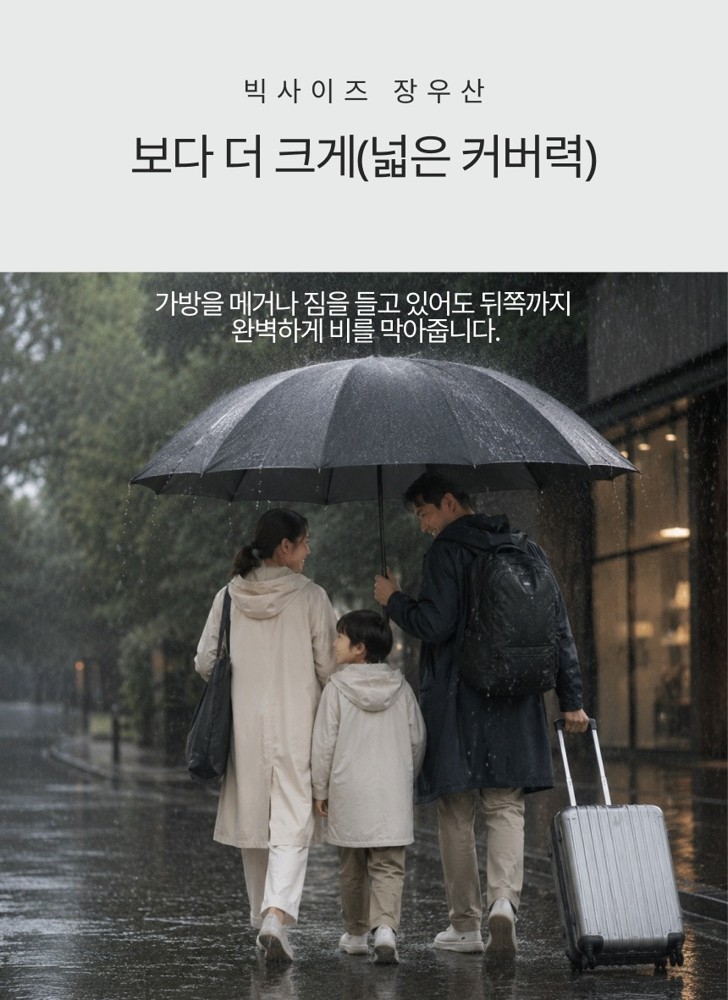 빅사이즈 장우산
보다 더 크게(넓은 커버력)
가방을 메거나 짐을 들고 있어도 뒤쪽까지
완벽하게 비를 막아줍니다.